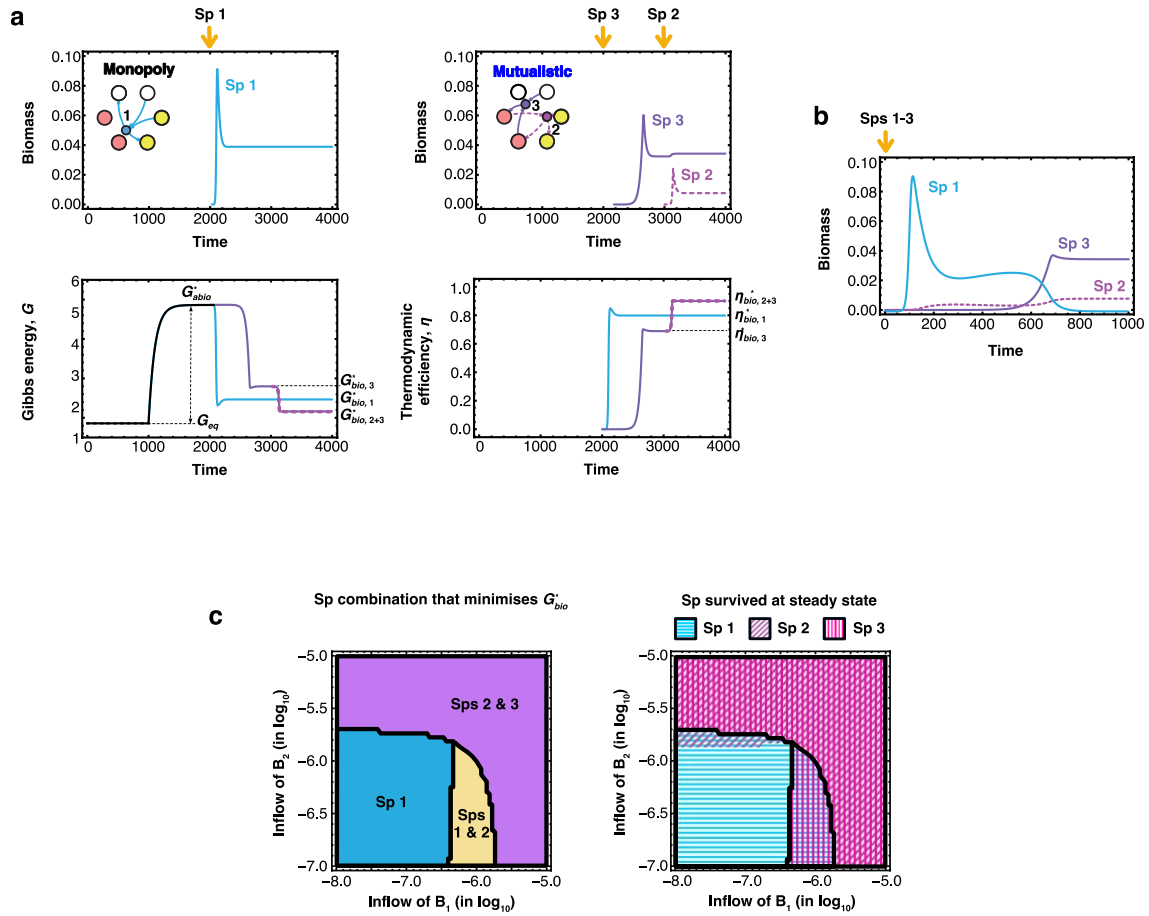 a
Sp 1
Sp 3
Sp 2
0.10
0.08
0.06
0.04
0.02
0.00
Biomass
Monopoly
1
Sp 1
0
1000
2000
3000
4000
Time
0.10
0.08
0.06
0.04
0.02
0.00
Biomass
Mutualistic
3
2
Sp 3
Sp 2
0
1000
2000
3000
4000
Time
b
Sps 1-3
0.10
0.08
0.06
0.04
0.02
0.00
Biomass
Sp 1
Sp 3
Sp 2
0
200
400
600
800
1000
Time
6
5
4
3
2
1
Gibbs energy, G
G*abio
Geq
G*bio, 3
G*bio, 1
G*bio, 2+3
0
1000
2000
3000
4000
Time
1.0
0.8
0.6
0.4
0.2
0.0
Thermodynamic
efficiency, η
η*bio, 2+3
η*bio, 1
η*bio, 3
0
1000
2000
3000
4000
Time
c
Sp combination that minimises G*bio
−5.0
−5.5
−6.0
−6.5
−7.0
Inflow of B2 (in log10)
Sps 2 & 3
Sp 1
Sps
1 & 2
−8.0
−7.0
−6.0
−5.0
Inflow of B1 (in log10)
Sp survived at steady state
Sp 1
Sp 2
Sp 3
−5.0
−5.5
−6.0
−6.5
−7.0
Inflow of B2 (in log10)
−8.0
−7.0
−6.0
−5.0
Inflow of B1 (in log10)